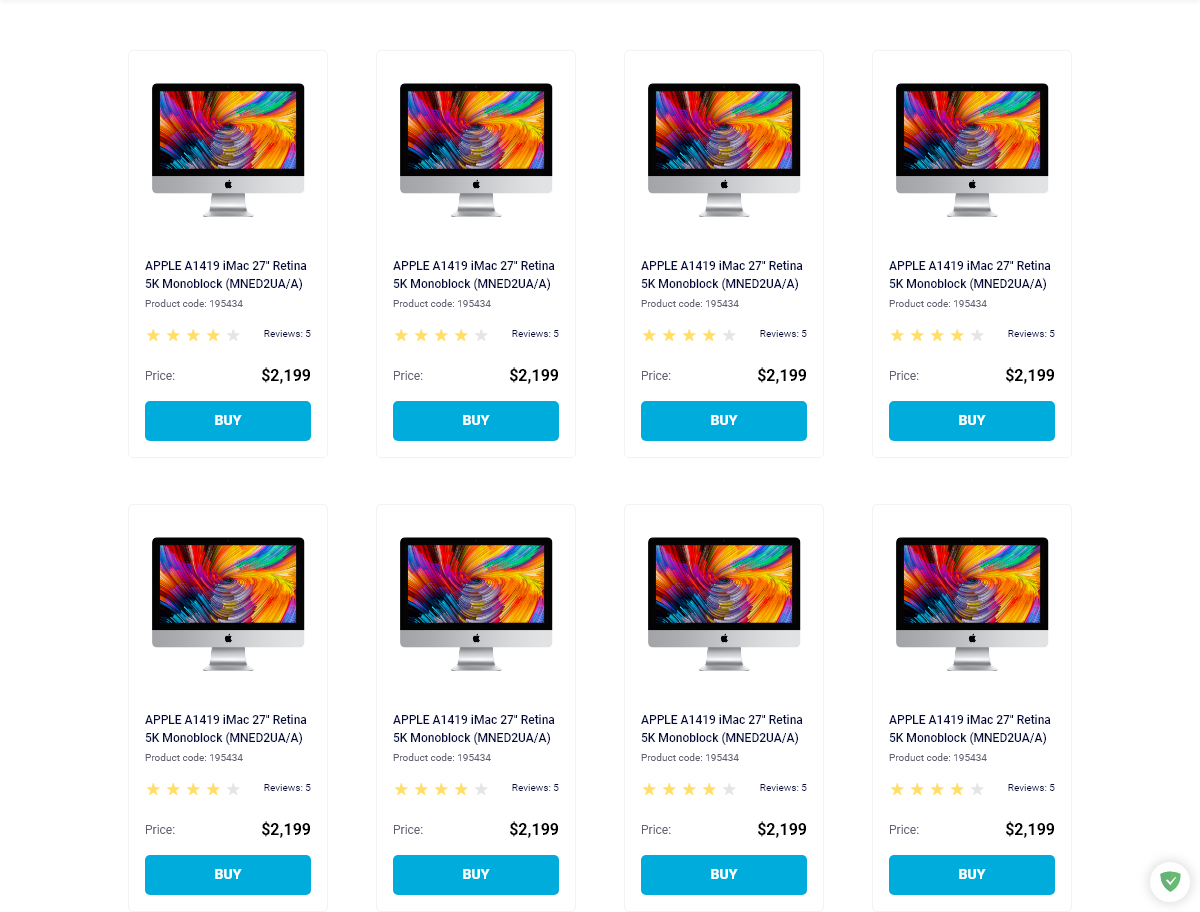 APPLE A1419 iMac 27" Retina
5K Monoblock (MNED2UA/A)
Product code: 195434
Reviews: 5
Price: $2,199
BUY
APPLE A1419 iMac 27" Retina
5K Monoblock (MNED2UA/A)
Product code: 195434
Reviews: 5
Price: $2,199
BUY
APPLE A1419 iMac 27" Retina
5K Monoblock (MNED2UA/A)
Product code: 195434
Reviews: 5
Price: $2,199
BUY
APPLE A1419 iMac 27" Retina
5K Monoblock (MNED2UA/A)
Product code: 195434
Reviews: 5
Price: $2,199
BUY
APPLE A1419 iMac 27" Retina
5K Monoblock (MNED2UA/A)
Product code: 195434
Reviews: 5
Price: $2,199
BUY
APPLE A1419 iMac 27" Retina
5K Monoblock (MNED2UA/A)
Product code: 195434
Reviews: 5
Price: $2,199
BUY
APPLE A1419 iMac 27" Retina
5K Monoblock (MNED2UA/A)
Product code: 195434
Reviews: 5
Price: $2,199
BUY
APPLE A1419 iMac 27" Retina
5K Monoblock (MNED2UA/A)
Product code: 195434
Reviews: 5
Price: $2,199
BUY